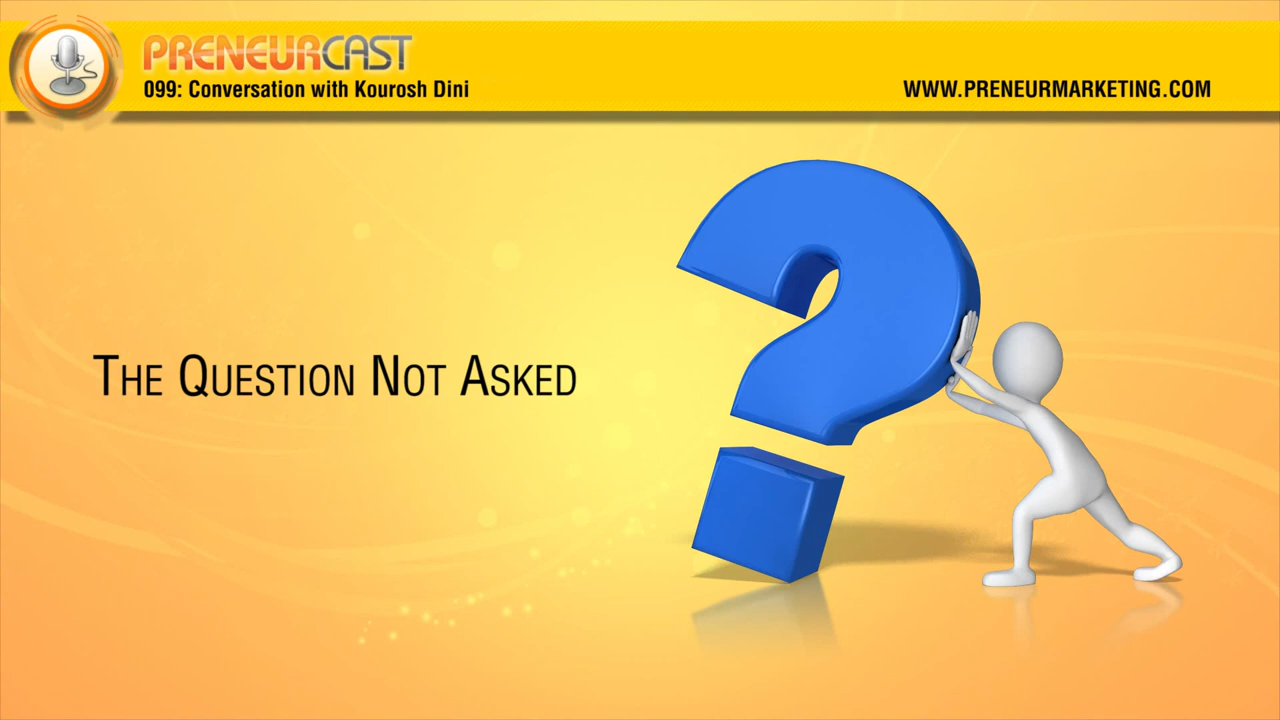 PRENEURCAST
099: Conversation with Kourosh Dini
WWW.PRENEURMARKETING.COM
The Question Not Asked